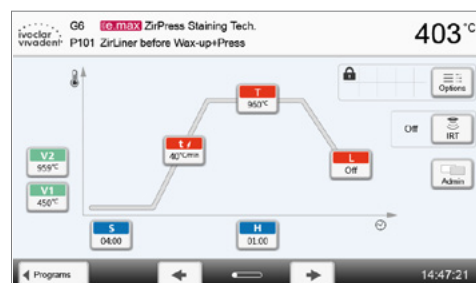 ivoclar vivadent
G6 IPS e.max ZirPress Staining Tech.
P101 ZirLiner before Wax-up+Press
403°C
Options
T
960°C
Off
IRT
t↗
40°C/min
V2
959°C
L
Off
Admin
V1
450°C
S
04:00
H
01:00
Programs
14:47:21